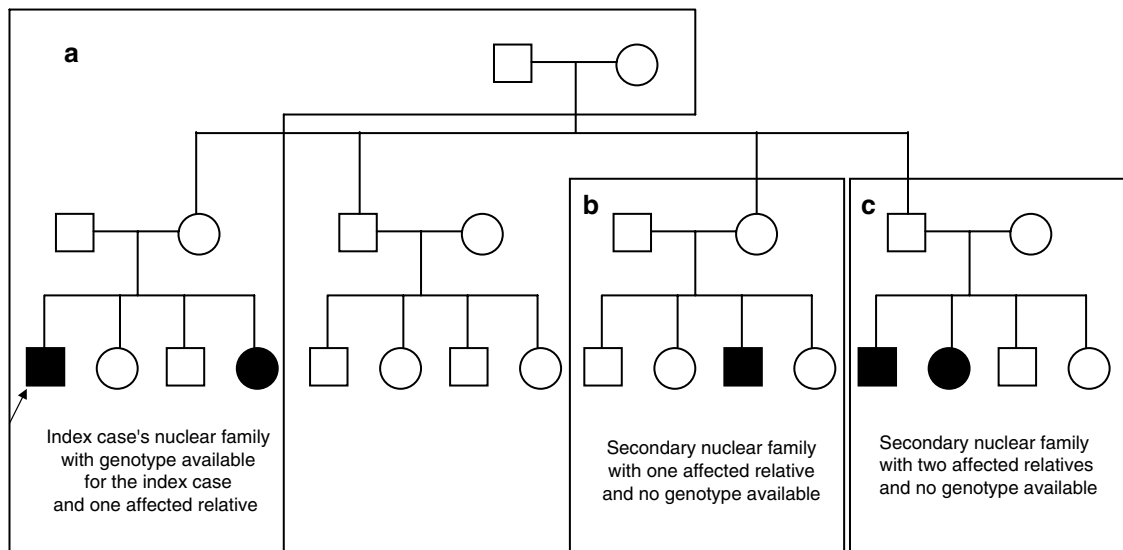 a
b
c
Index case's nuclear family
with genotype available
for the index case
and one affected relative
Secondary nuclear family
with one affected relative
and no genotype available
Secondary nuclear family
with two affected relatives
and no genotype available